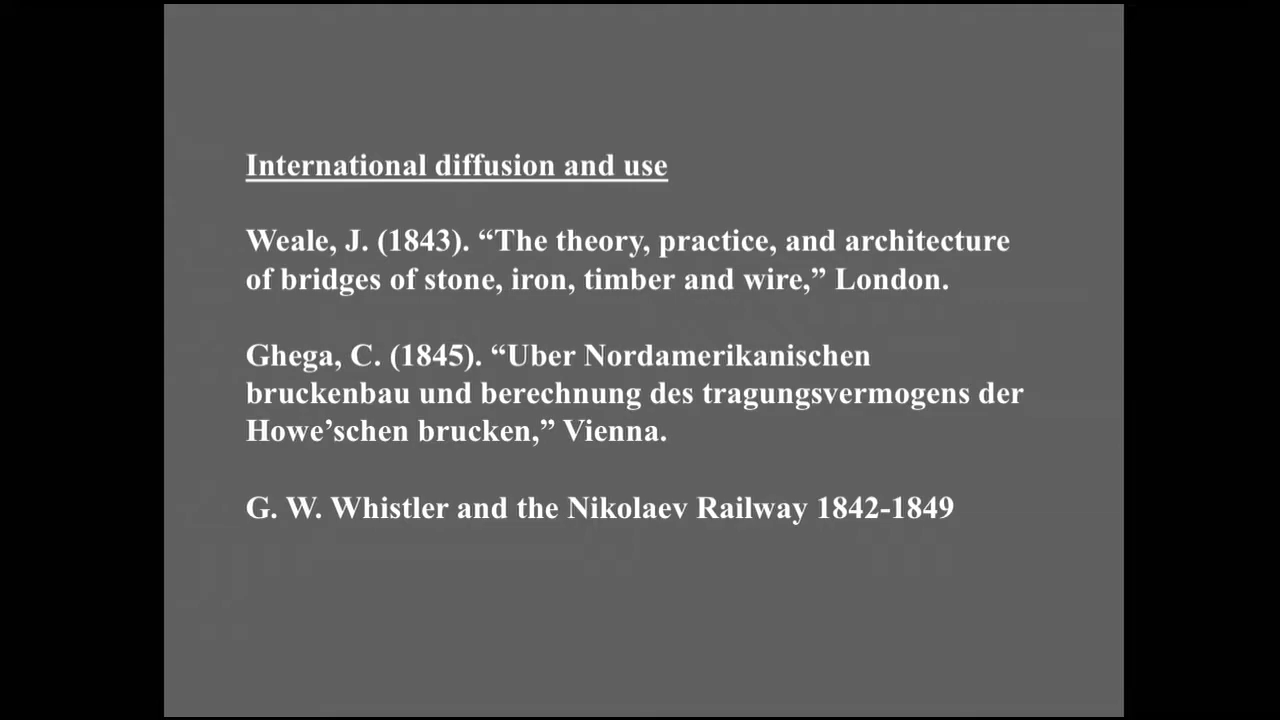 International diffusion and use
Weale, J. (1843). “The theory, practice, and architecture
of bridges of stone, iron, timber and wire,” London.
Ghega, C. (1845). “Uber Nordamerikanischen
bruckenbau und berechnung des tragungsvermogens der
Howe’schen brucken,” Vienna.
G. W. Whistler and the Nikolaev Railway 1842-1849